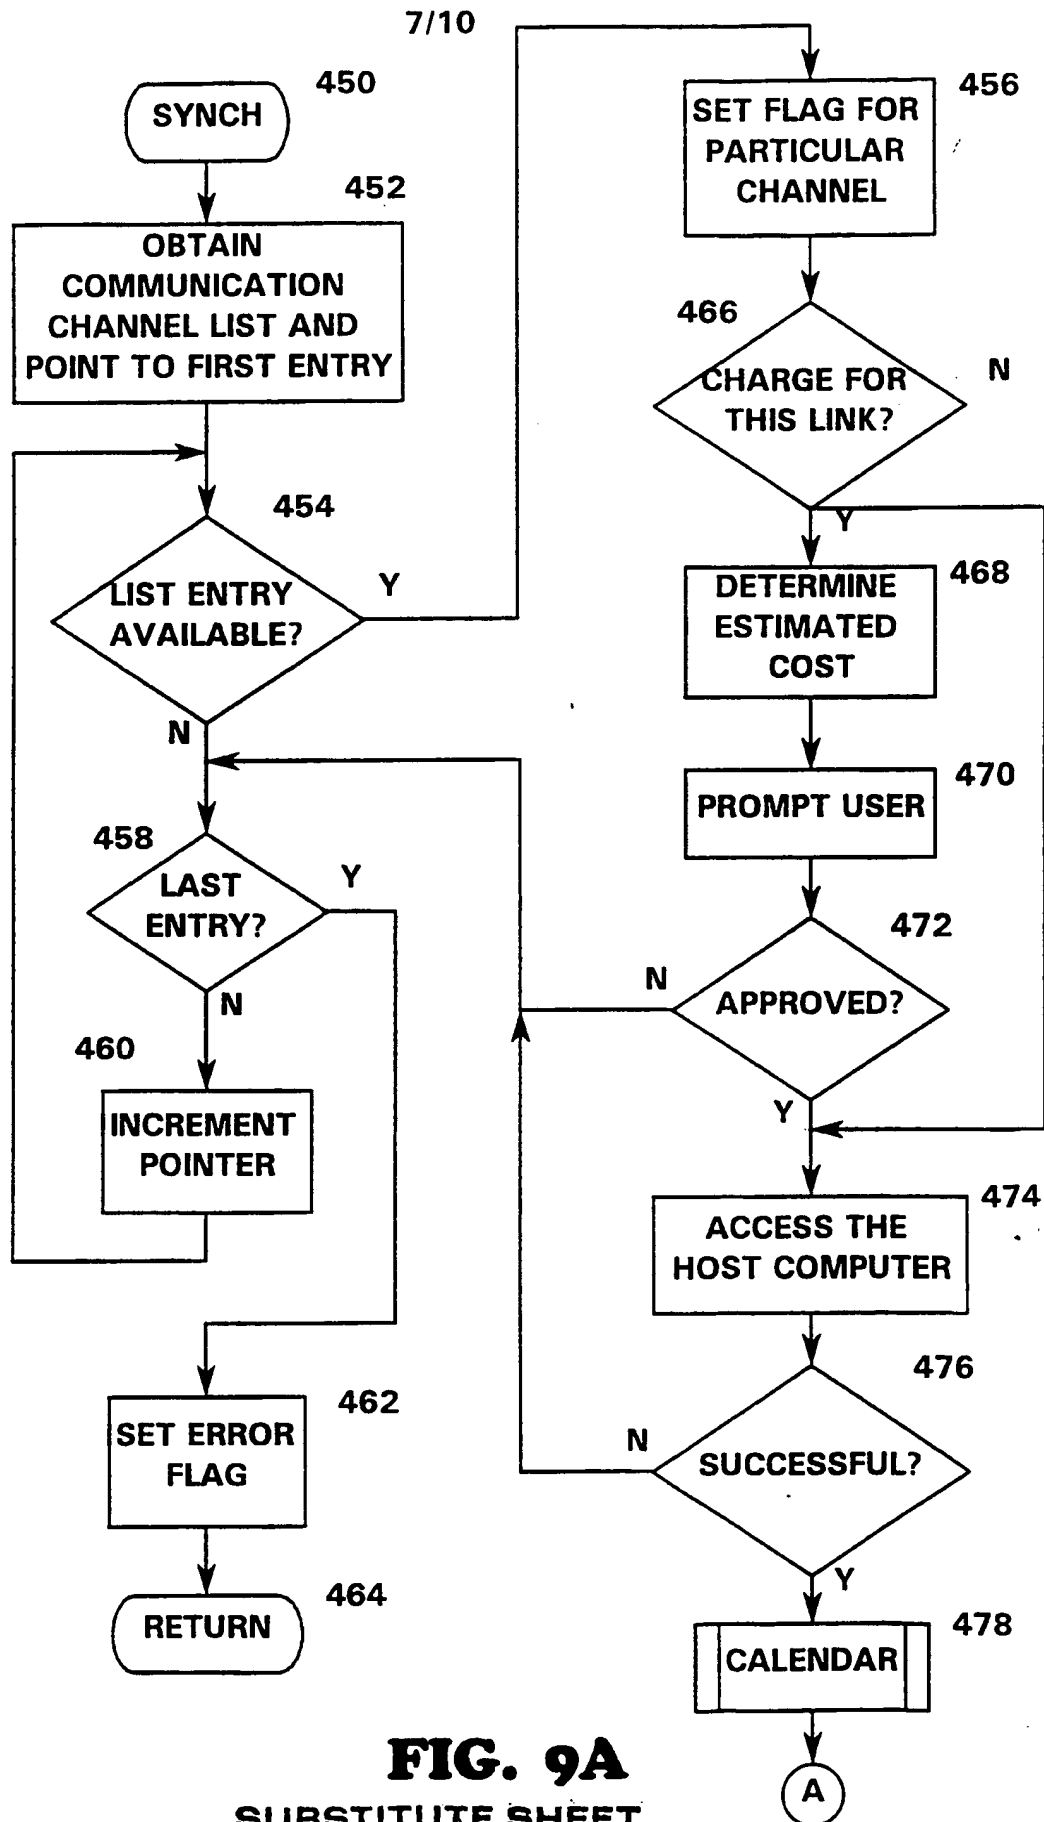 7/10
450
SYNCH
452
OBTAIN
COMMUNICATION
CHANNEL LIST AND
POINT TO FIRST ENTRY
454
LIST ENTRY
AVAILABLE?
Y
N
458
LAST
ENTRY?
Y
N
460
INCREMENT
POINTER
462
SET ERROR
FLAG
464
RETURN
456
SET FLAG FOR
PARTICULAR
CHANNEL
466
CHARGE FOR
THIS LINK?
N
Y
468
DETERMINE
ESTIMATED
COST
470
PROMPT USER
472
APPROVED?
N
Y
474
ACCESS THE
HOST COMPUTER
476
SUCCESSFUL?
N
Y
478
CALENDAR
A
FIG. 9A
SUBSTITUTE SHEET